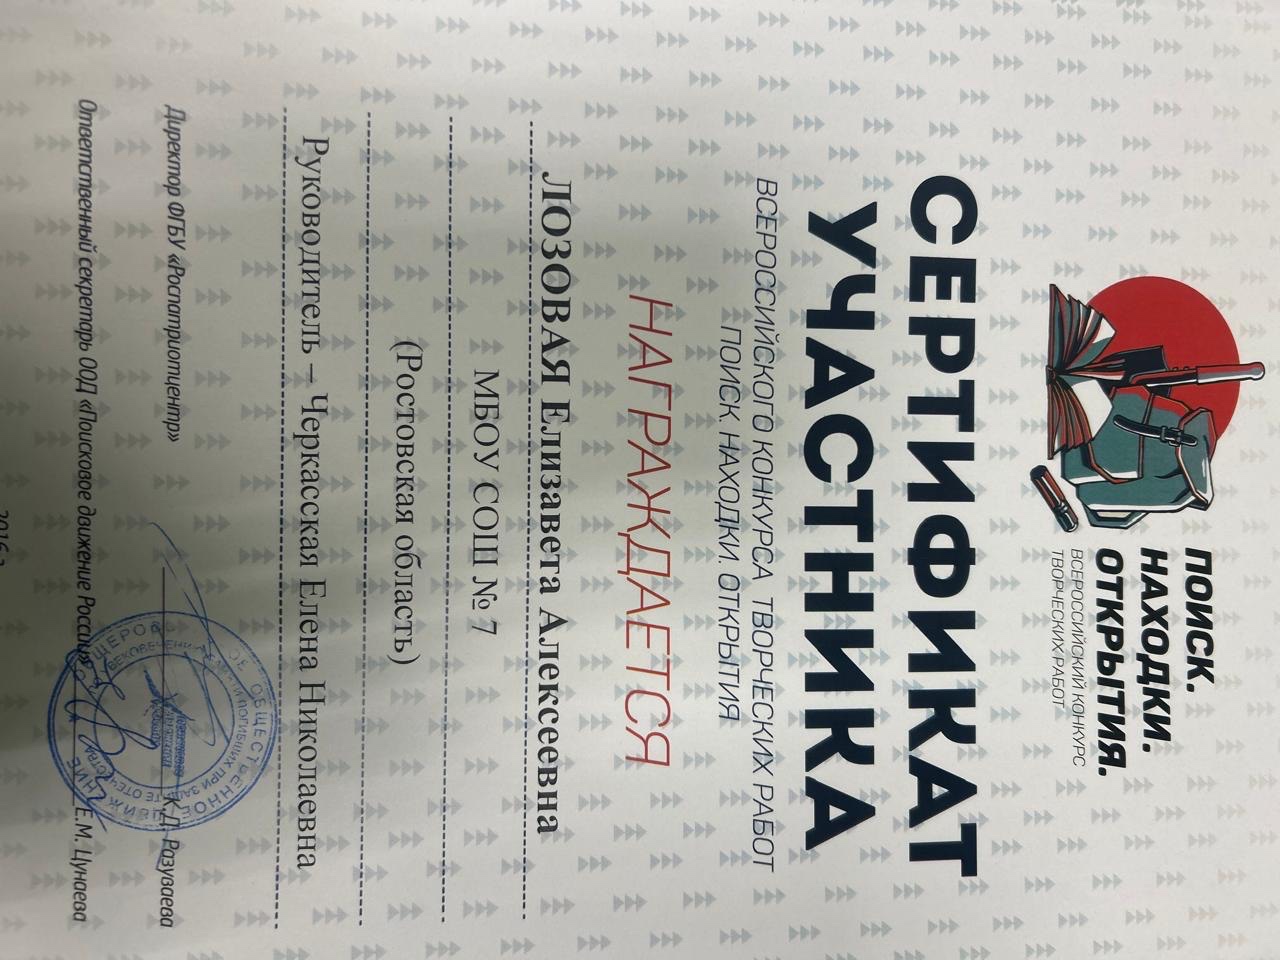 ПОИСК.
НАХОДКИ.
ОТКРЫТИЯ.
ВСЕРОССИЙСКИЙ КОНКУРС
ТВОРЧЕСКИХ РАБОТ
СЕРТИФИКАТ
УЧАСТНИКА
ВСЕРОССИЙСКОГО КОНКУРСА ТВОРЧЕСКИХ РАБОТ
ПОИСК. НАХОДКИ. ОТКРЫТИЯ
НАГРАЖДАЕТСЯ
ЛОЗОВАЯ Елизавета Алексеевна
МБОУ СОШ № 7
(Ростовская область)
Руководитель – Черкасская Елена Николаевна
Директор ФГБУ «Роспатриотцентр» К.Д. Разуваева
Ответственный секретарь ООД «Поисковое движение России» Е.М. Цунаева